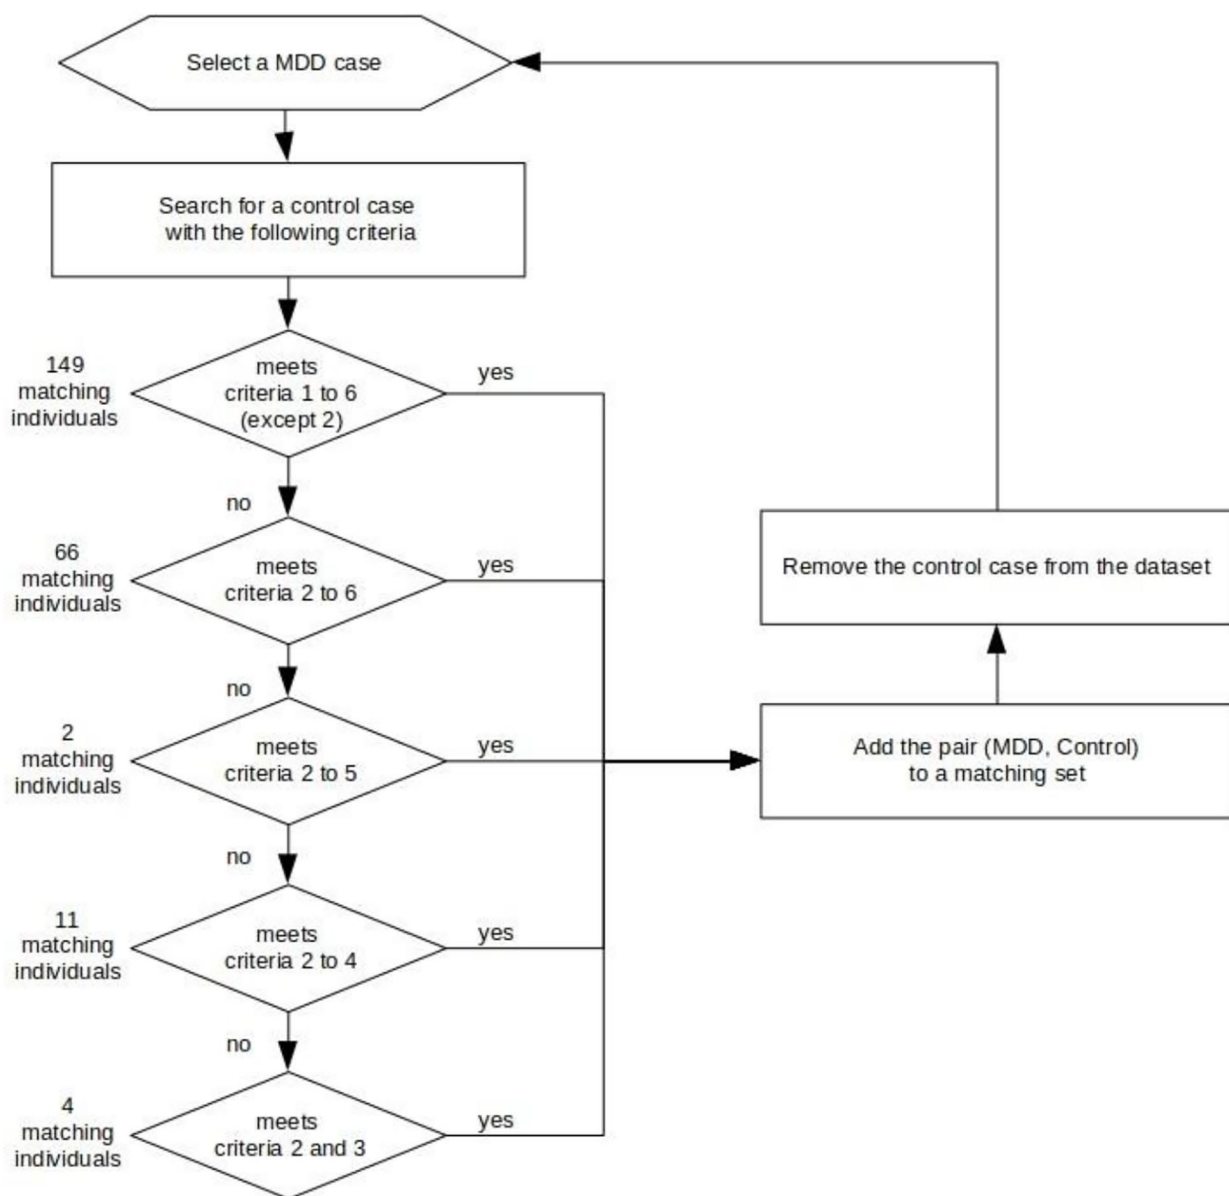 Select a MDD case
Search for a control case
with the following criteria
149
matching
individuals
meets
criteria 1 to 6
(except 2)
yes
no
66
matching
individuals
meets
criteria 2 to 6
yes
no
2
matching
individuals
meets
criteria 2 to 5
yes
no
11
matching
individuals
meets
criteria 2 to 4
yes
no
4
matching
individuals
meets
criteria 2 and 3
yes
Remove the control case from the dataset
Add the pair (MDD, Control)
to a matching set